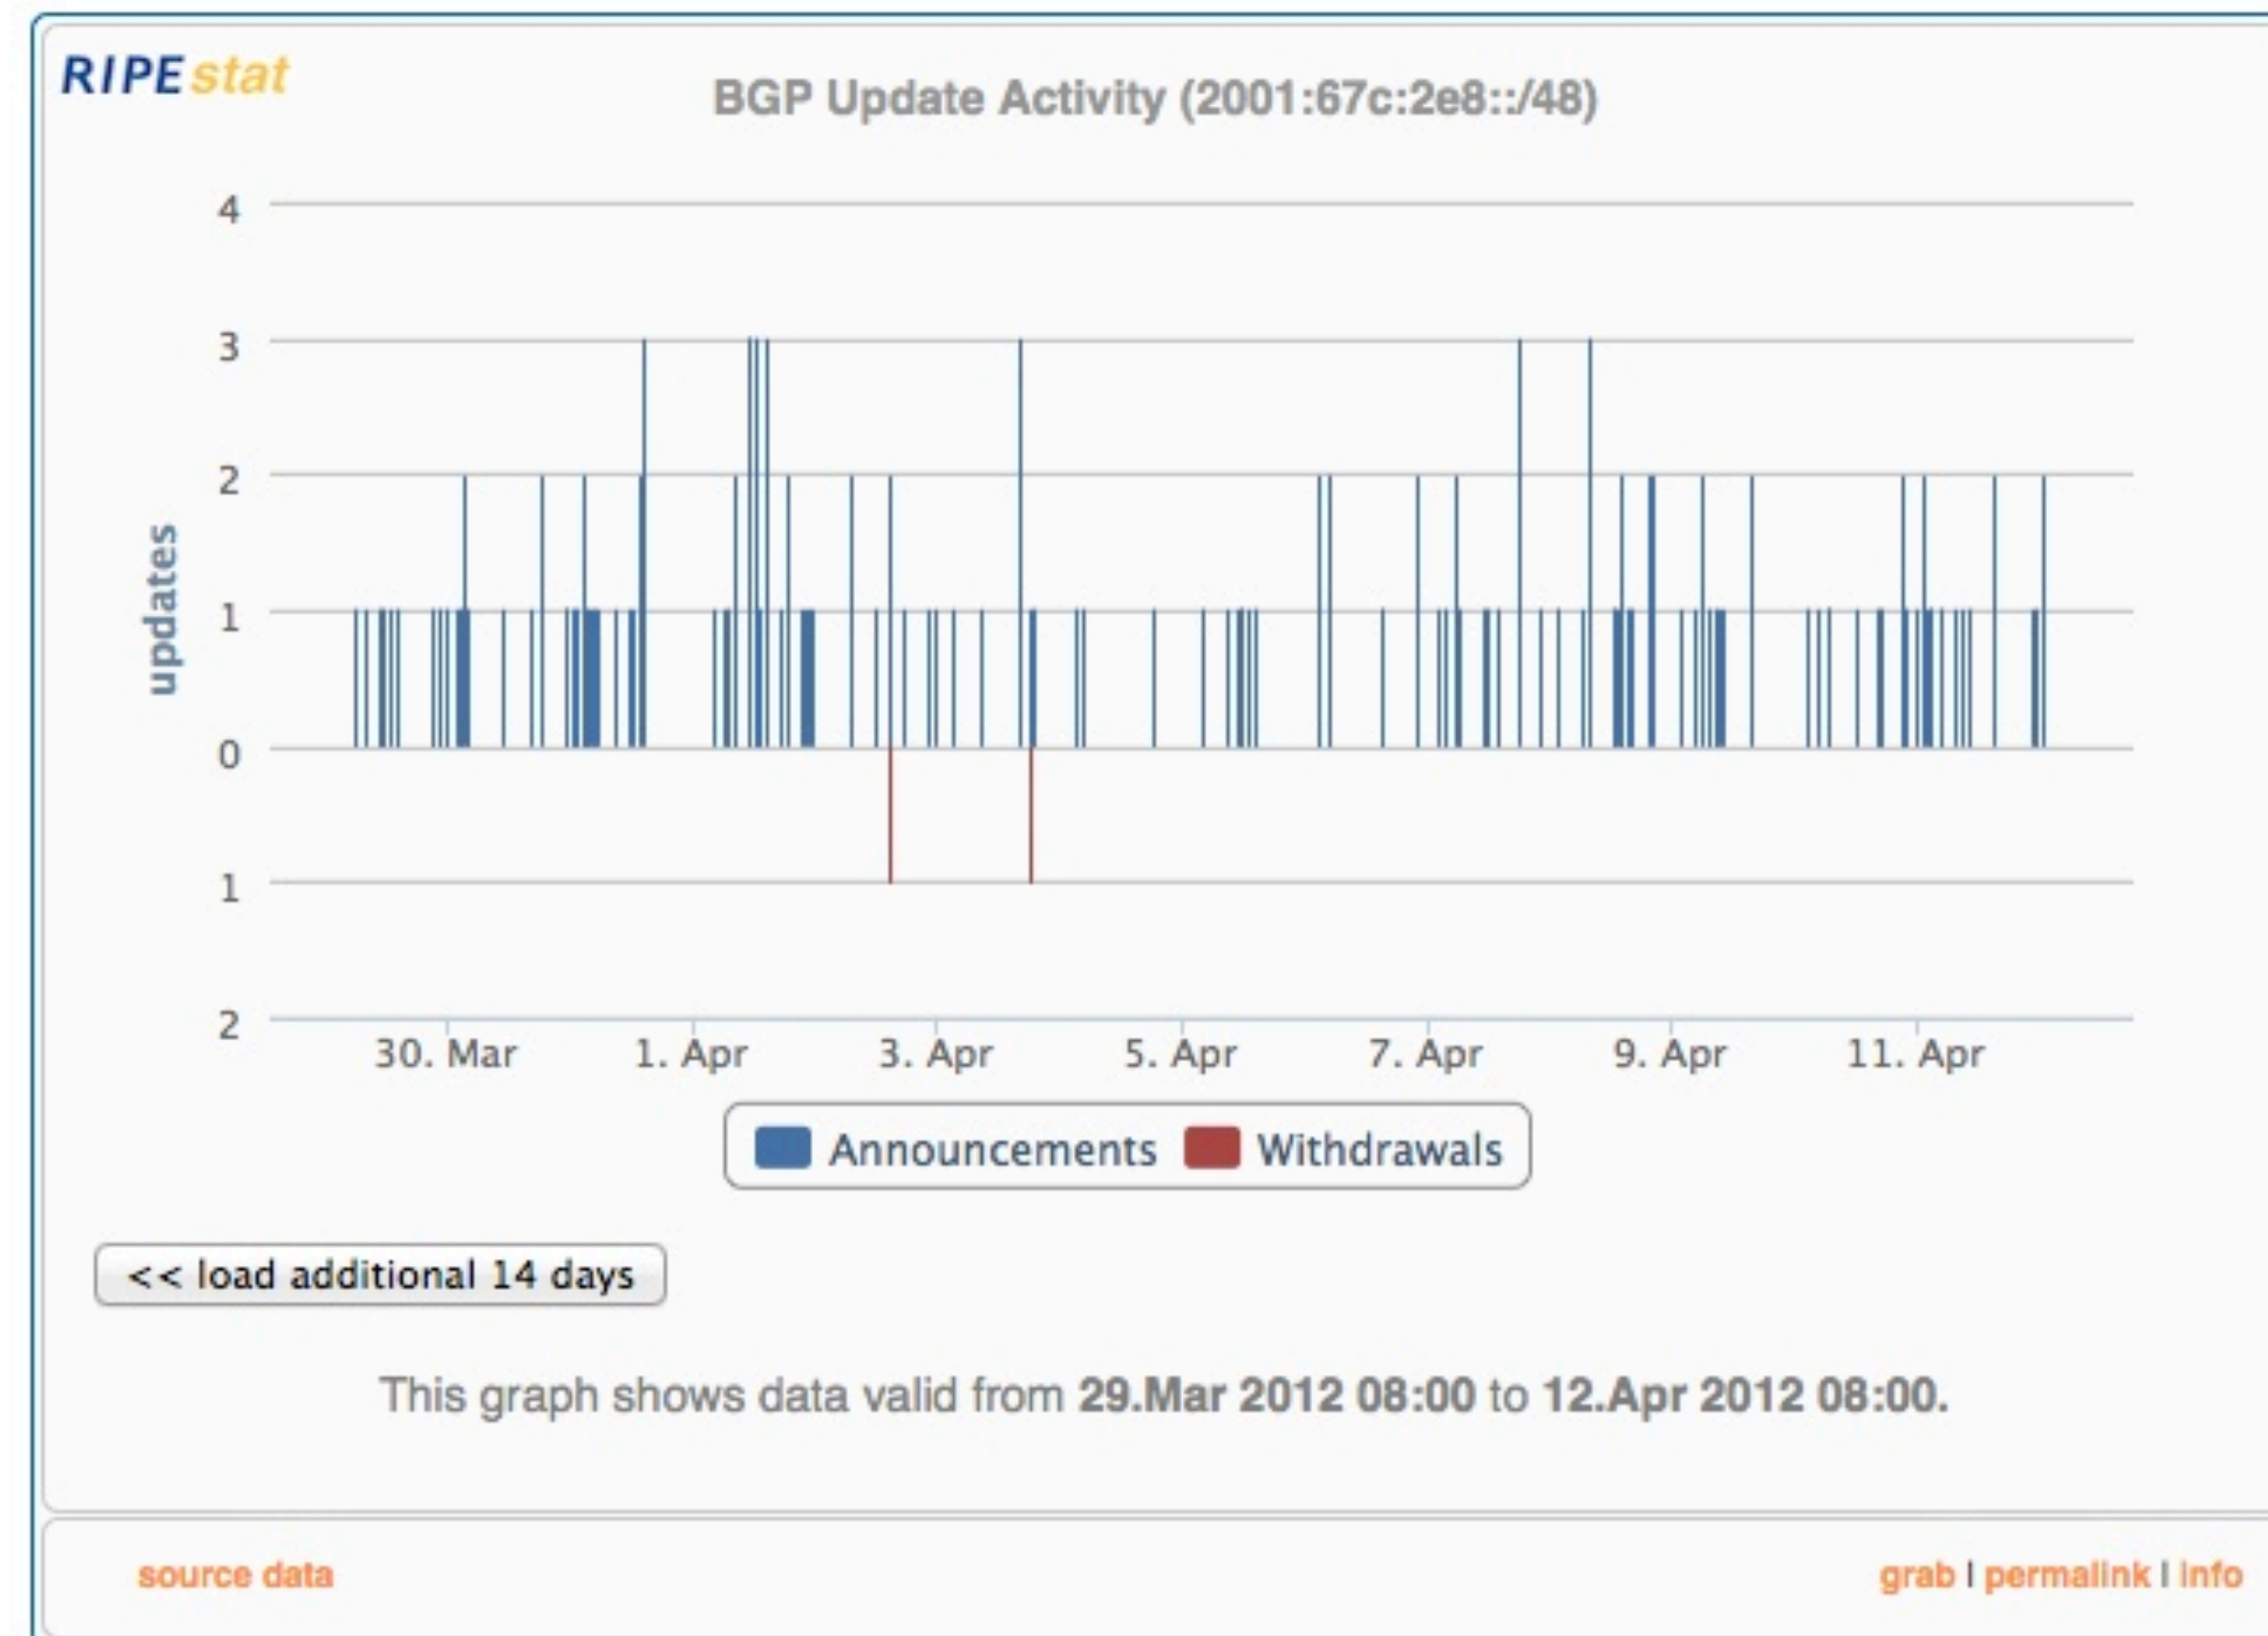 RIPEstat
BGP Update Activity (2001:67c:2e8::/48)
4
3
2
1
0
1
2
updates
30. Mar 1. Apr 3. Apr 5. Apr 7. Apr 9. Apr 11. Apr
Announcements Withdrawals
<< load additional 14 days
This graph shows data valid from 29.Mar 2012 08:00 to 12.Apr 2012 08:00.
source data grab | permalink | info